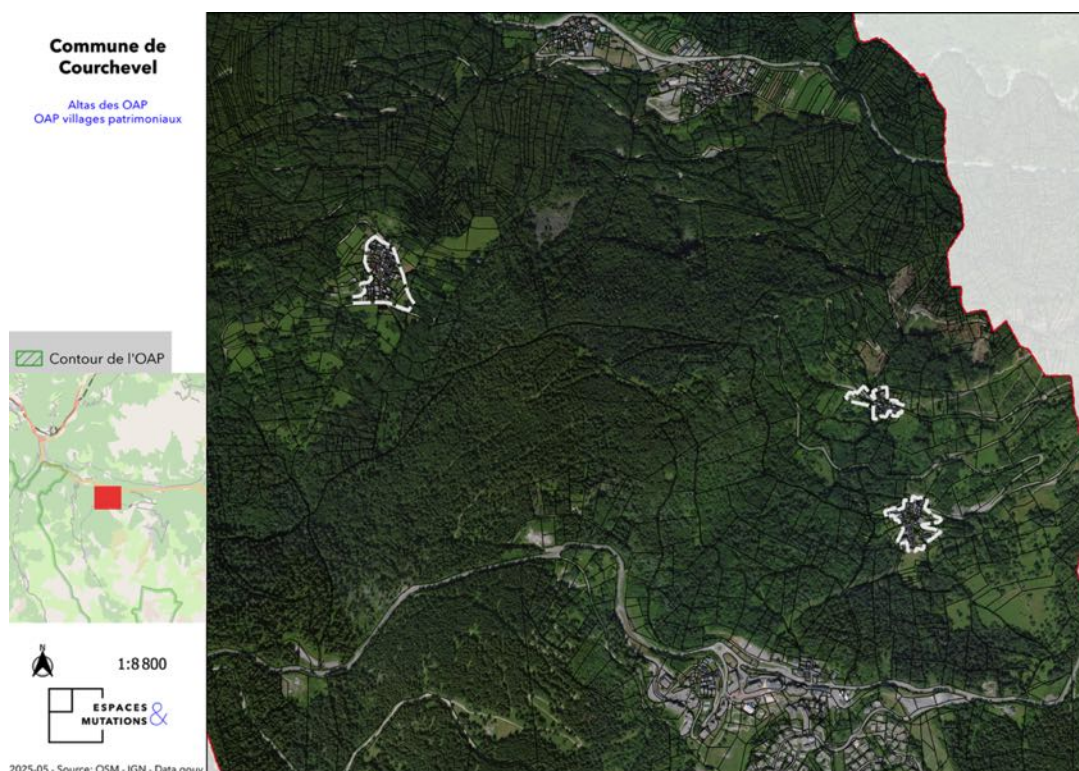 Commune de
Courchevel
Altas des OAP
OAP villages patrimoniaux
Contour de l'OAP
N
1:8 800
ESPACES &
MUTATIONS
2025-05 - Source: OSM - IGN - Data gouv